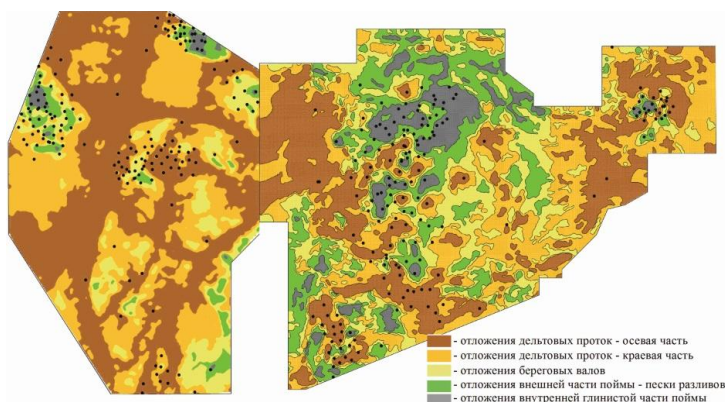 - отложения дельтовых проток - осевая часть
- отложения дельтовых проток - краевая часть
- отложения береговых валов
- отложения внешней части поймы - пески разливов
- отложения внутренней глинистой части поймы